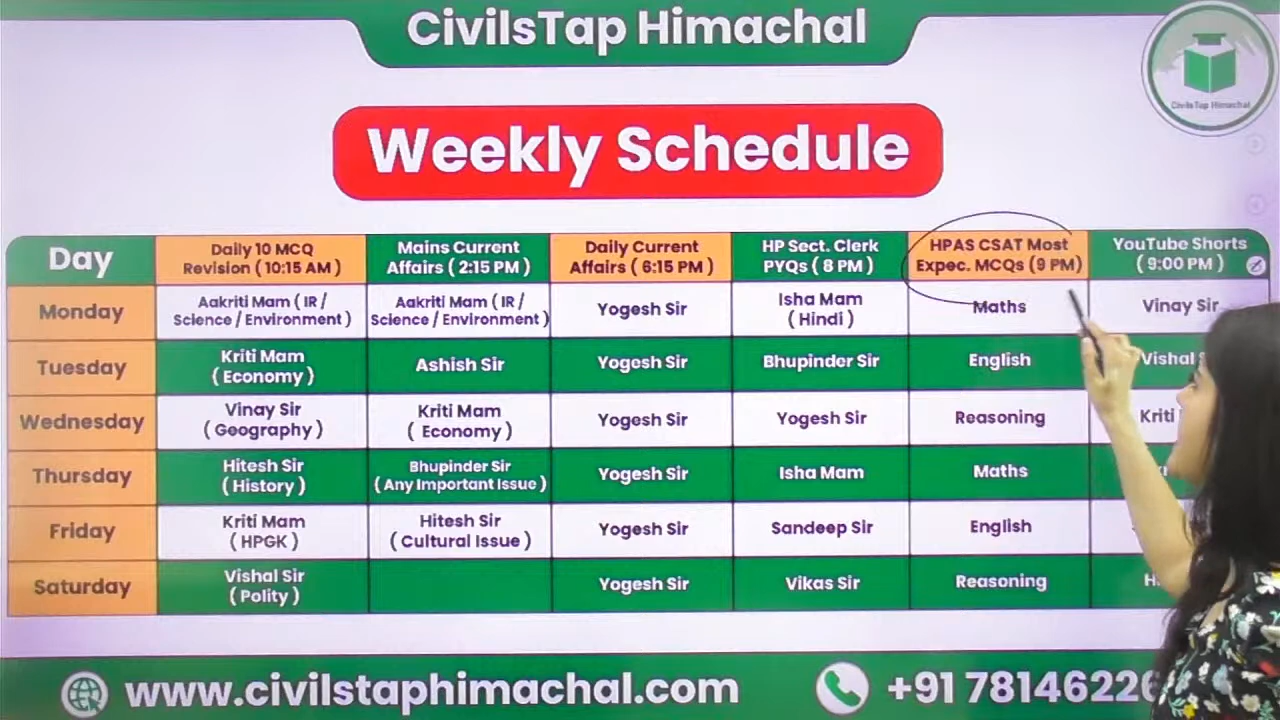 CivilsTap Himachal
CivilsTap Himachal
Weekly Schedule
Day
Daily 10 MCQ
Revision ( 10:15 AM )
Mains Current
Affairs ( 2:15 PM )
Daily Current
Affairs ( 6:15 PM )
HP Sect. Clerk
PYQs ( 8 PM )
HPAS CSAT Most
Expec. MCQs (9 PM)
YouTube Shorts
( 9:00 PM )
Monday
Aakriti Mam ( IR /
Science / Environment )
Aakriti Mam ( IR /
Science / Environment )
Yogesh Sir
Isha Mam
( Hindi )
Maths
Vinay Sir
Tuesday
Kriti Mam
( Economy )
Ashish Sir
Yogesh Sir
Bhupinder Sir
English
Vishal
Wednesday
Vinay Sir
( Geography )
Kriti Mam
( Economy )
Yogesh Sir
Yogesh Sir
Reasoning
Kriti
Thursday
Hitesh Sir
( History )
Bhupinder Sir
( Any Important Issue )
Yogesh Sir
Isha Mam
Maths
Friday
Kriti Mam
( HPGK )
Hitesh Sir
( Cultural Issue )
Yogesh Sir
Sandeep Sir
English
Saturday
Vishal Sir
( Polity )
Yogesh Sir
Vikas Sir
Reasoning
www.civilstaphimachal.com
+91 78146226